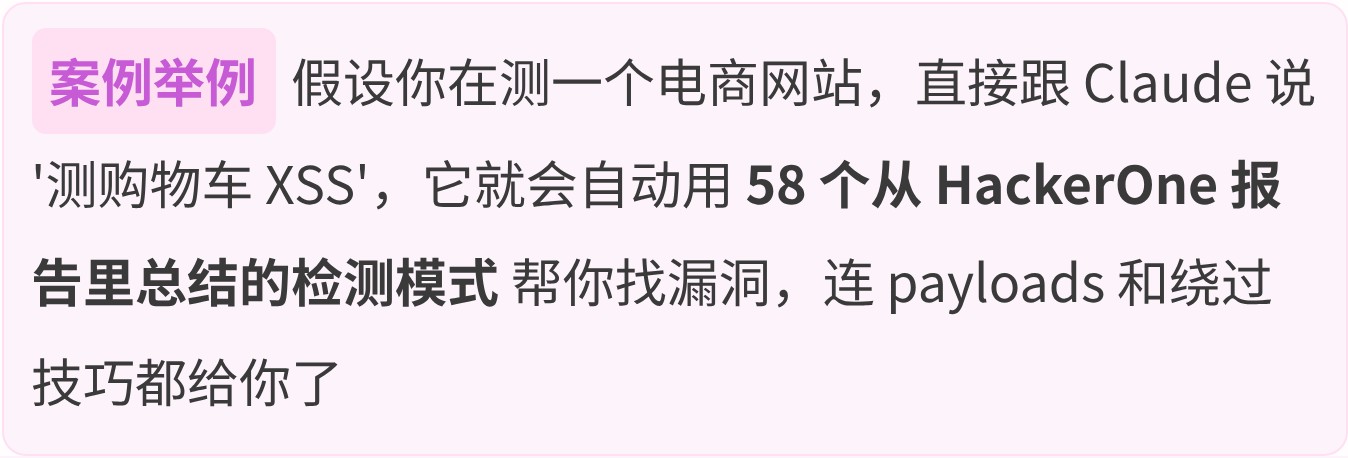 案例举例 假设你在测一个电商网站，直接跟 Claude 说
'测购物车 XSS'，它就会自动用 58 个从 HackerOne 报
告里总结的检测模式 帮你找漏洞，连 payloads 和绕过
技巧都给你了